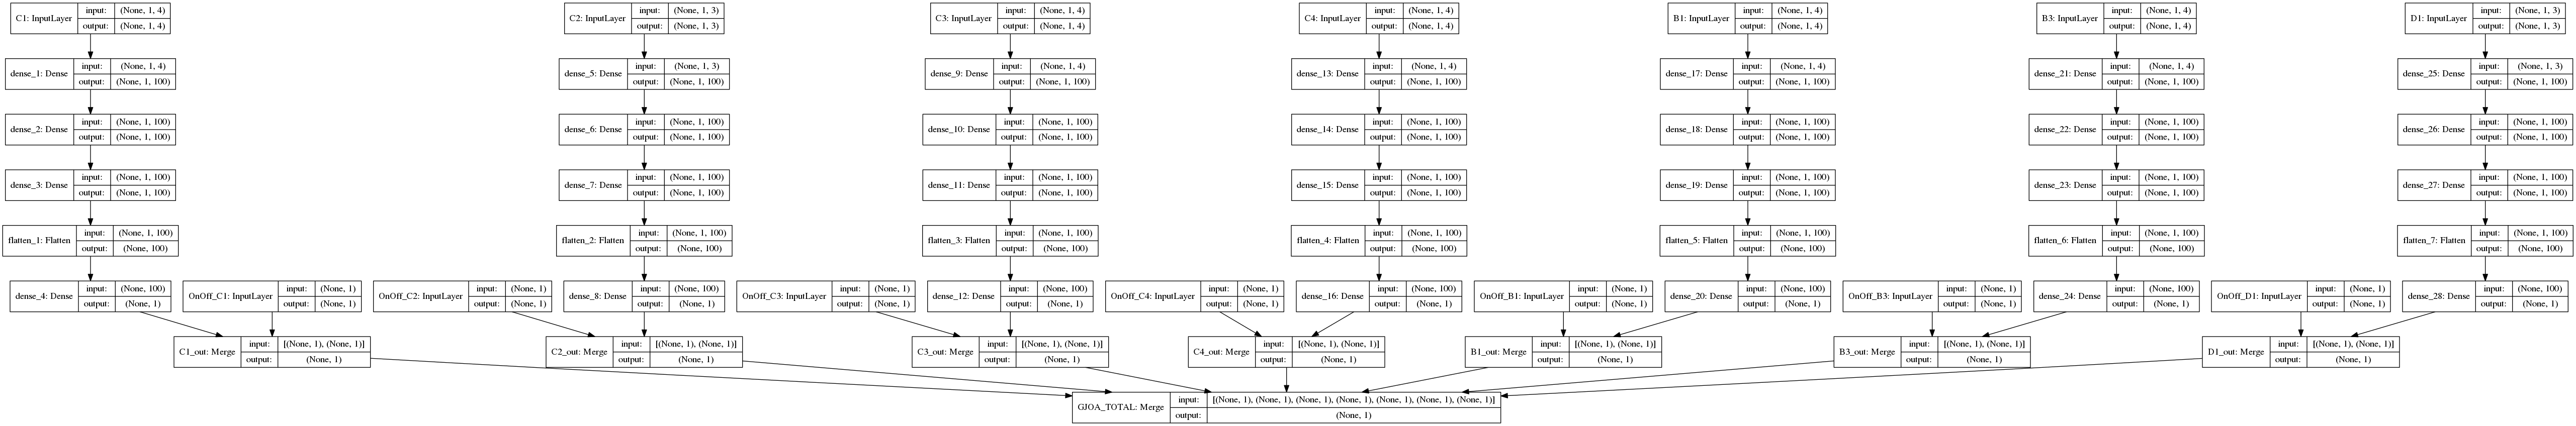 C1: InputLayer input: (None, 1, 4) output: (None, 1, 4)
C2: InputLayer input: (None, 1, 3) output: (None, 1, 3)
C3: InputLayer input: (None, 1, 4) output: (None, 1, 4)
C4: InputLayer input: (None, 1, 4) output: (None, 1, 4)
B1: InputLayer input: (None, 1, 4) output: (None, 1, 4)
B3: InputLayer input: (None, 1, 4) output: (None, 1, 4)
D1: InputLayer input: (None, 1, 3) output: (None, 1, 3)
dense_1: Dense input: (None, 1, 4) output: (None, 1, 100)
dense_5: Dense input: (None, 1, 3) output: (None, 1, 100)
dense_9: Dense input: (None, 1, 4) output: (None, 1, 100)
dense_13: Dense input: (None, 1, 4) output: (None, 1, 100)
dense_17: Dense input: (None, 1, 4) output: (None, 1, 100)
dense_21: Dense input: (None, 1, 4) output: (None, 1, 100)
dense_25: Dense input: (None, 1, 3) output: (None, 1, 100)
dense_2: Dense input: (None, 1, 100) output: (None, 1, 100)
dense_6: Dense input: (None, 1, 100) output: (None, 1, 100)
dense_10: Dense input: (None, 1, 100) output: (None, 1, 100)
dense_14: Dense input: (None, 1, 100) output: (None, 1, 100)
dense_18: Dense input: (None, 1, 100) output: (None, 1, 100)
dense_22: Dense input: (None, 1, 100) output: (None, 1, 100)
dense_26: Dense input: (None, 1, 100) output: (None, 1, 100)
dense_3: Dense input: (None, 1, 100) output: (None, 1, 100)
dense_7: Dense input: (None, 1, 100) output: (None, 1, 100)
dense_11: Dense input: (None, 1, 100) output: (None, 1, 100)
dense_15: Dense input: (None, 1, 100) output: (None, 1, 100)
dense_19: Dense input: (None, 1, 100) output: (None, 1, 100)
dense_23: Dense input: (None, 1, 100) output: (None, 1, 100)
dense_27: Dense input: (None, 1, 100) output: (None, 1, 100)
flatten_1: Flatten input: (None, 1, 100) output: (None, 100)
flatten_2: Flatten input: (None, 1, 100) output: (None, 100)
flatten_3: Flatten input: (None, 1, 100) output: (None, 100)
flatten_4: Flatten input: (None, 1, 100) output: (None, 100)
flatten_5: Flatten input: (None, 1, 100) output: (None, 100)
flatten_6: Flatten input: (None, 1, 100) output: (None, 100)
flatten_7: Flatten input: (None, 1, 100) output: (None, 100)
dense_4: Dense input: (None, 100) output: (None, 1)
OnOff_C1: InputLayer input: (None, 1) output: (None, 1)
OnOff_C2: InputLayer input: (None, 1) output: (None, 1)
dense_8: Dense input: (None, 100) output: (None, 1)
OnOff_C3: InputLayer input: (None, 1) output: (None, 1)
dense_12: Dense input: (None, 100) output: (None, 1)
OnOff_C4: InputLayer input: (None, 1) output: (None, 1)
dense_16: Dense input: (None, 100) output: (None, 1)
OnOff_B1: InputLayer input: (None, 1) output: (None, 1)
dense_20: Dense input: (None, 100) output: (None, 1)
OnOff_B3: InputLayer input: (None, 1) output: (None, 1)
dense_24: Dense input: (None, 100) output: (None, 1)
OnOff_D1: InputLayer input: (None, 1) output: (None, 1)
dense_28: Dense input: (None, 100) output: (None, 1)
C1_out: Merge input: [(None, 1), (None, 1)] output: (None, 1)
C2_out: Merge input: [(None, 1), (None, 1)] output: (None, 1)
C3_out: Merge input: [(None, 1), (None, 1)] output: (None, 1)
C4_out: Merge input: [(None, 1), (None, 1)] output: (None, 1)
B1_out: Merge input: [(None, 1), (None, 1)] output: (None, 1)
B3_out: Merge input: [(None, 1), (None, 1)] output: (None, 1)
D1_out: Merge input: [(None, 1), (None, 1)] output: (None, 1)
GJOA_TOTAL: Merge input: [(None, 1), (None, 1), (None, 1), (None, 1), (None, 1), (None, 1), (None, 1)] output: (None, 1)